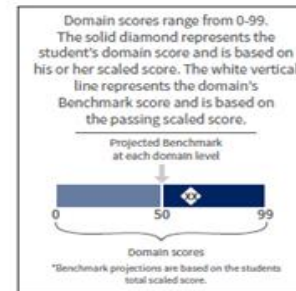 Domain scores range from 0-99.
The solid diamond represents the
student's domain score and is based on
his or her scaled score. The white vertical
line represents the domain's
Benchmark score and is based on
the passing scaled score.
Projected Benchmark
at each domain level
XX
0 50 99
Domain scores
*Benchmark projections are based on the students
total scaled score.